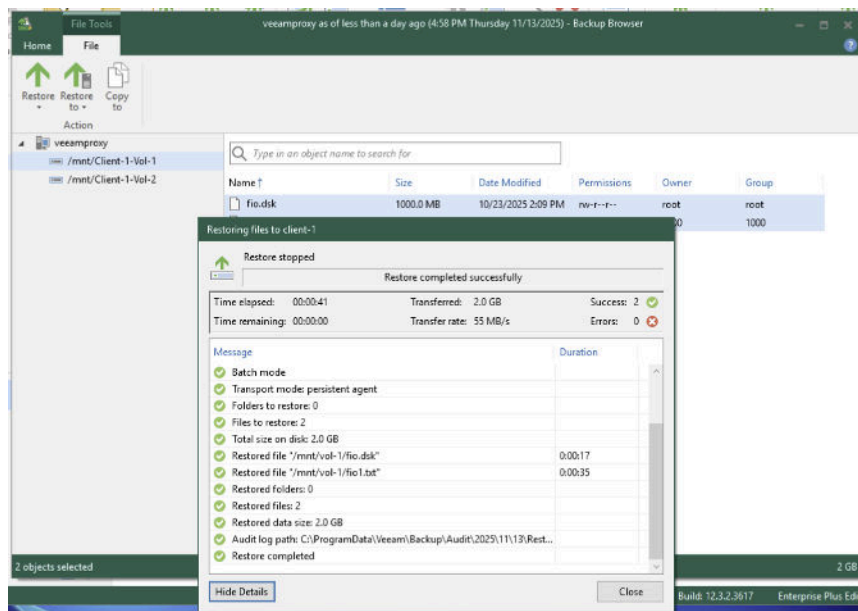 File Tools
veeamproxy as of less than a day ago (4:58 PM Thursday 11/13/2025) - Backup Browser
Home File
Restore Restore to Copy to
Action
veeamproxy
/mnt/Client-1-Vol-1
/mnt/Client-1-Vol-2
Type in an object name to search for
Name Size Date Modified Permissions Owner Group
fio.dsk 1000.0 MB 10/23/2025 2:09 PM rw-r--r-- root root
1000
Restoring files to client-1
Restore stopped
Restore completed successfully
Time elapsed: 00:00:41 Transferred: 2.0 GB Success: 2
Time remaining: 00:00:00 Transfer rate: 55 MB/s Errors: 0
Message Duration
Batch mode
Transport mode: persistent agent
Folders to restore: 0
Files to restore: 2
Total size on disk: 2.0 GB
Restored file "/mnt/vol-1/fio.dsk" 0:00:17
Restored file "/mnt/vol-1/fio1.txt" 0:00:35
Restored folders: 0
Restored files: 2
Restored data size: 2.0 GB
Audit log path: C:\ProgramData\Veeam\Backup\Audit\2025\11\13\Rest...
Restore completed
2 objects selected
2 GB
Hide Details Close
Build: 12.3.2.3617 Enterprise Plus Edi